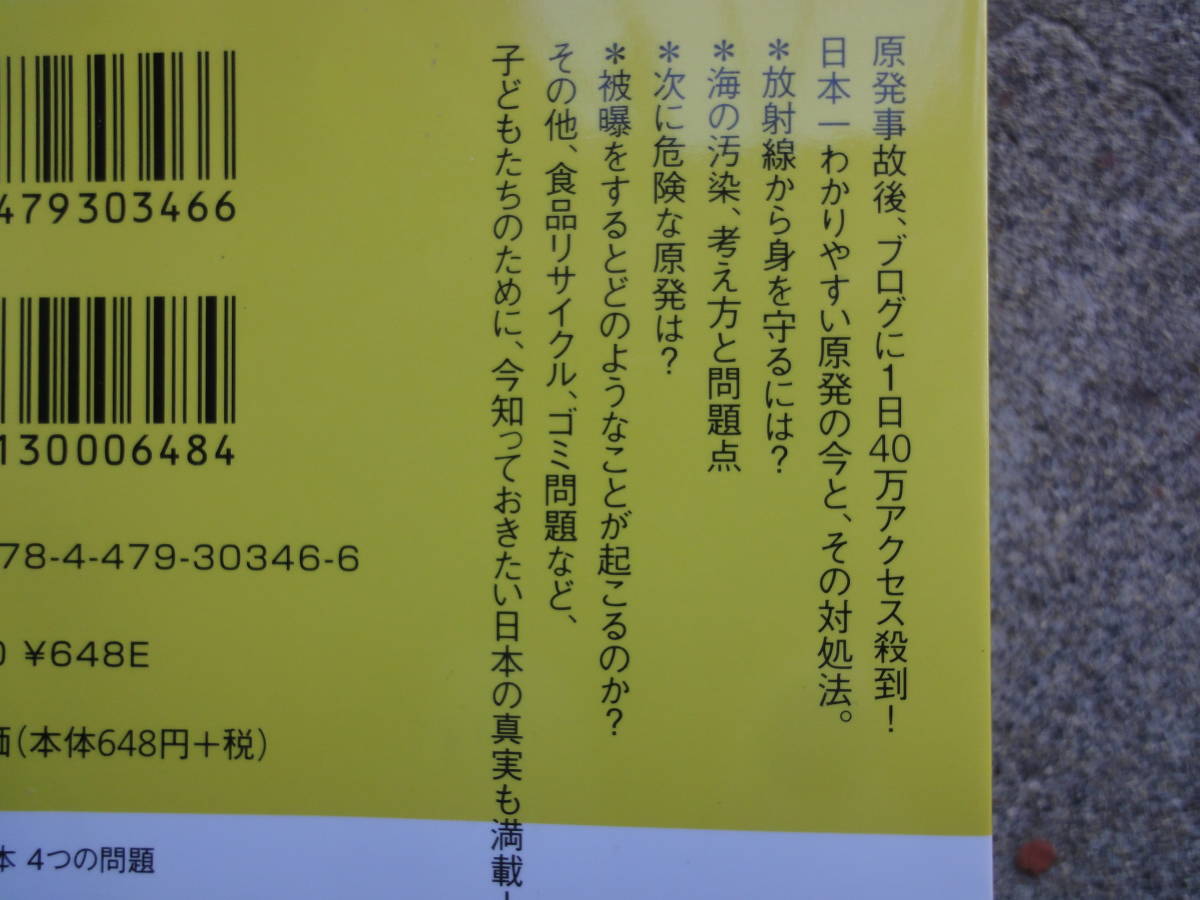 原発事故後、ブログに1日40万アクセス殺到！
日本一わかりやすい原発の今と、その対処法。
＊放射線から身を守るには？
＊海の汚染、考え方と問題点
＊次に危険な原発は？
＊被曝をするとどのようなことが起こるのか？
その他、食品リサイクル、ゴミ問題など、
子どもたちのために、今知っておきたい日本の真実も満載！
479303466
130006484
78-4-479-30346-6
0 ¥648E
価(本体648円+税)
本 4つの問題